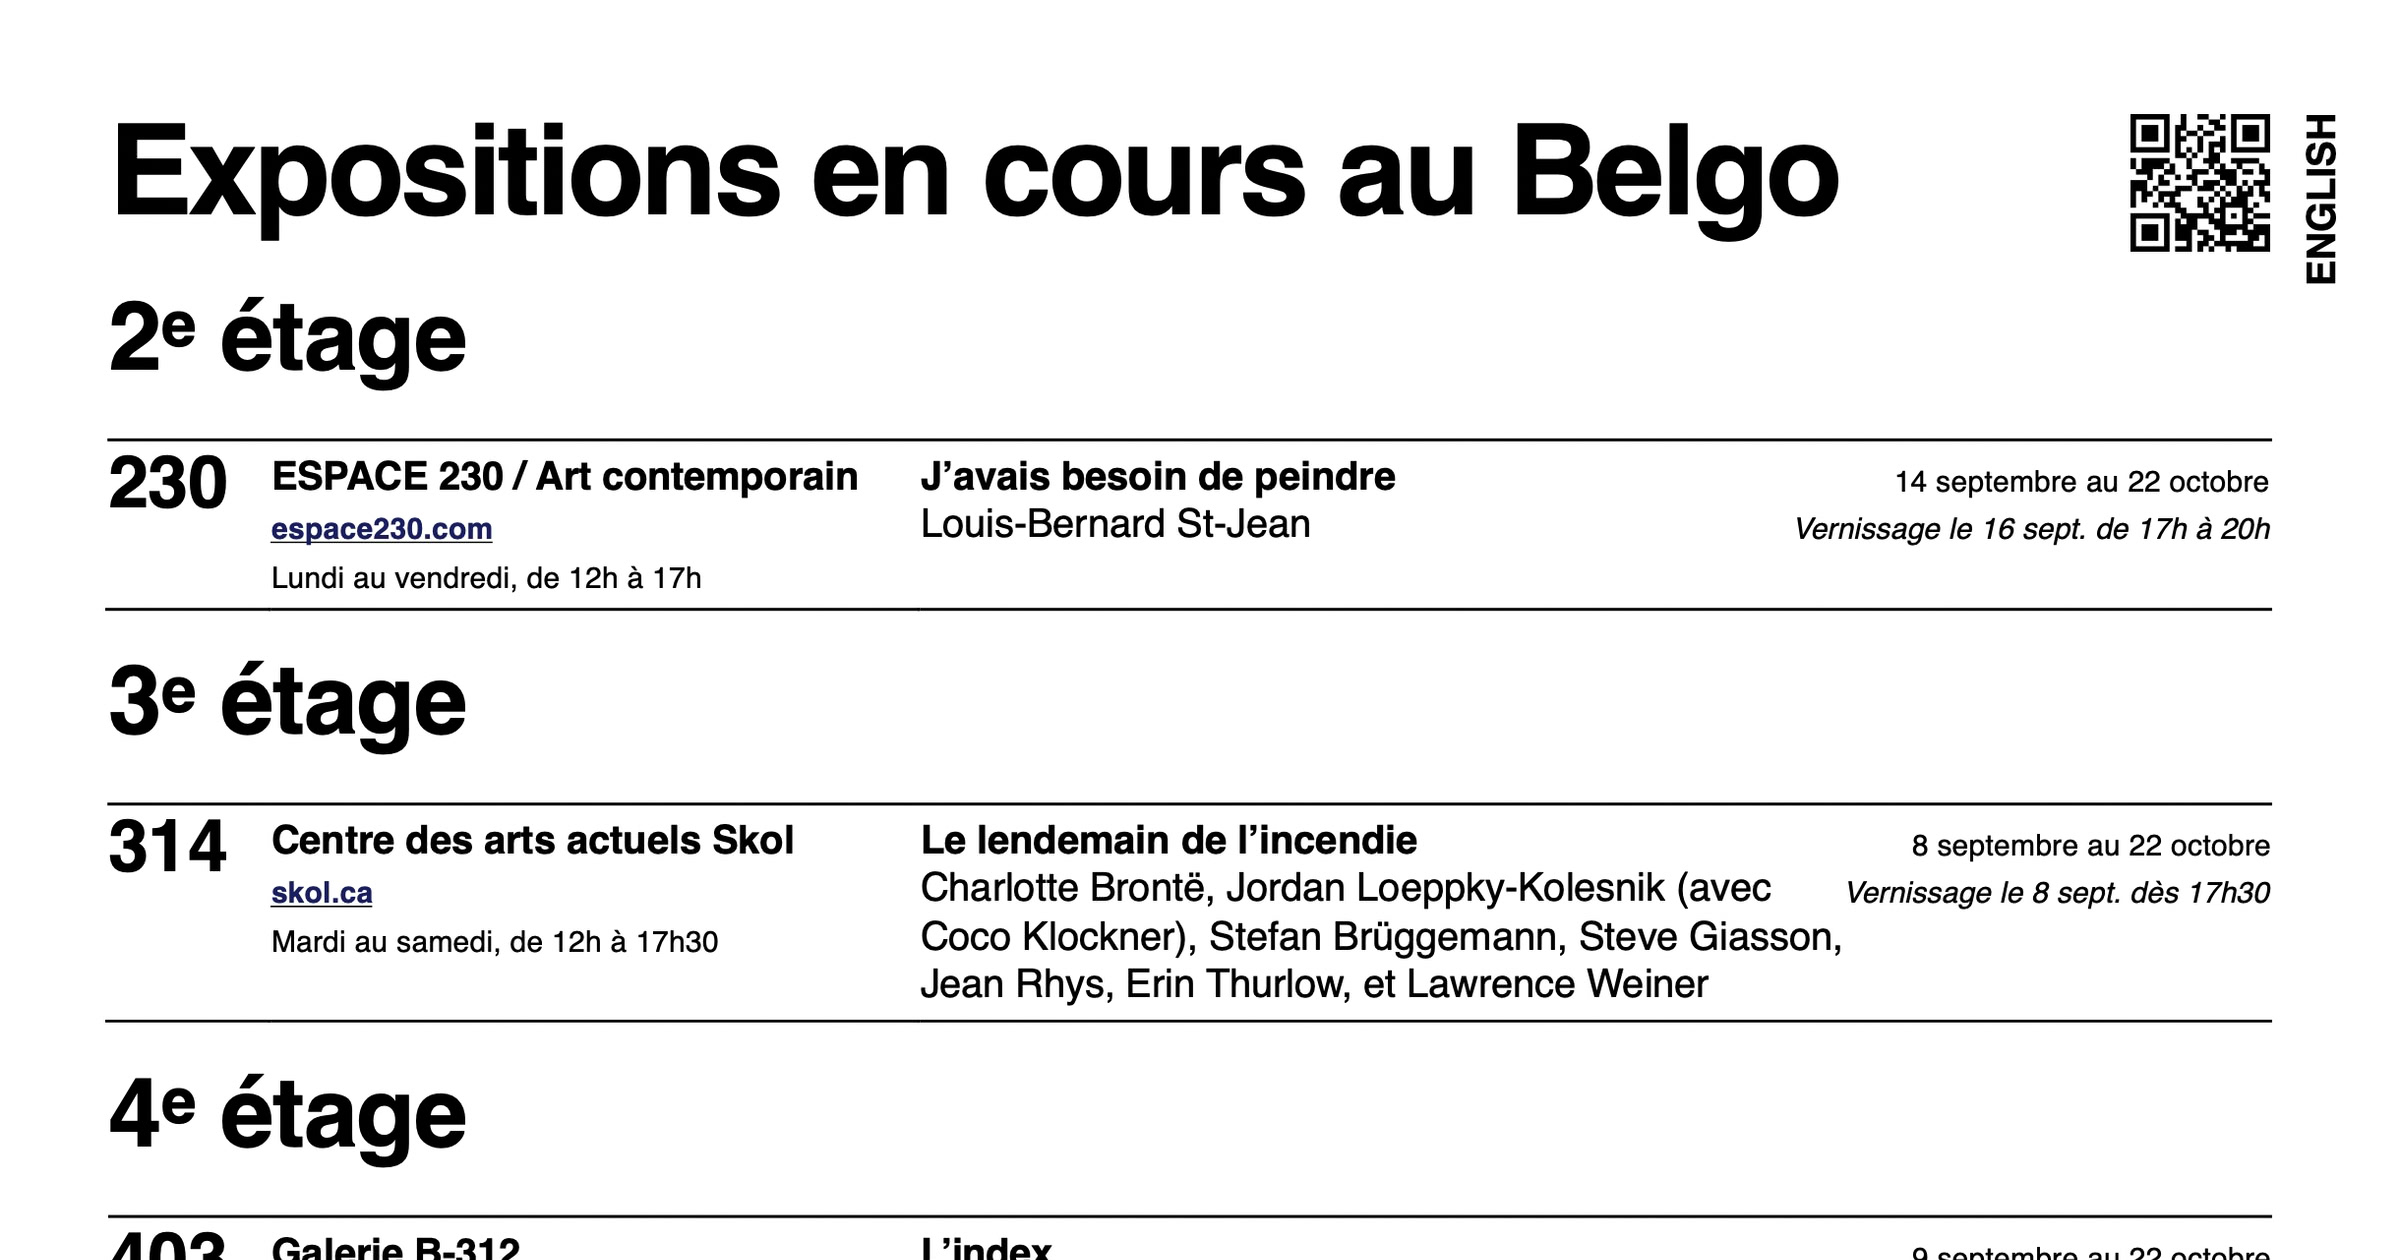 Expositions en cours au Belgo
ENGLISH
2e étage
230
ESPACE 230 / Art contemporain
espace230.com
Lundi au vendredi, de 12h à 17h
J’avais besoin de peindre
Louis-Bernard St-Jean
14 septembre au 22 octobre
Vernissage le 16 sept. de 17h à 20h
3e étage
314
Centre des arts actuels Skol
skol.ca
Mardi au samedi, de 12h à 17h30
Le lendemain de l’incendie
Charlotte Brontë, Jordan Loeppky-Kolesnik (avec
Coco Klockner), Stefan Brüggemann, Steve Giasson,
Jean Rhys, Erin Thurlow, et Lawrence Weiner
8 septembre au 22 octobre
Vernissage le 8 sept. dès 17h30
4e étage
403
Galerie B-312
L’index
9 septembre au 22 octobre